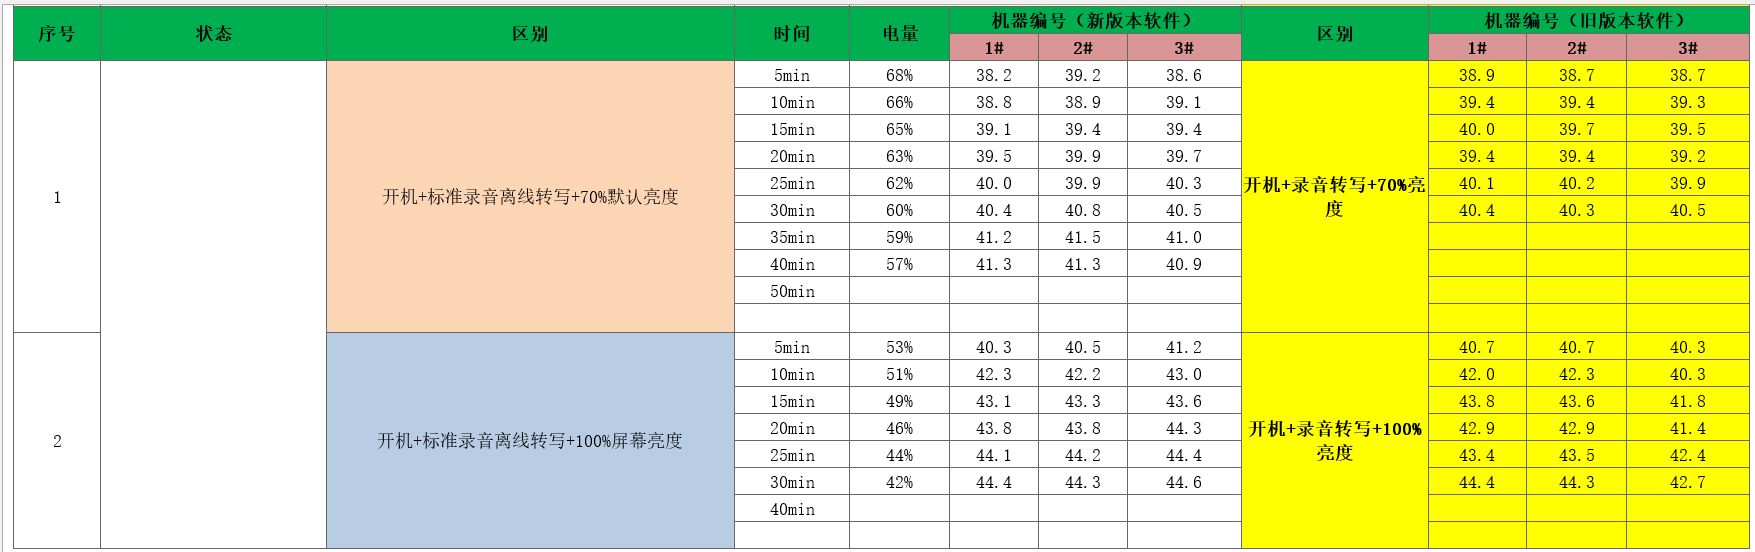 序号 状态 区别 时间 电量 机器编号（新版本软件） 区别 机器编号（旧版本软件）
1# 2# 3# 1# 2# 3#
5min 68% 38.2 39.2 38.6 38.9 38.7 38.7
10min 66% 38.8 38.9 39.1 39.4 39.4 39.3
15min 65% 39.1 39.4 39.4 40.0 39.7 39.5
20min 63% 39.5 39.9 39.7 39.4 39.4 39.2
1 开机+标准录音离线转写+70%默认亮度 25min 62% 40.0 39.9 40.3 开机+录音转写+70%亮 40.1 40.2 39.9
30min 60% 40.4 40.8 40.5 度 40.4 40.3 40.5
35min 59% 41.2 41.5 41.0
40min 57% 41.3 41.3 40.9
50min
5min 53% 40.3 40.5 41.2 40.7 40.7 40.3
10min 51% 42.3 42.2 43.0 42.0 42.3 40.3
15min 49% 43.1 43.3 43.6 43.8 43.6 41.8
2 开机+标准录音离线转写+100%屏幕亮度 20min 46% 43.8 43.8 44.3 开机+录音转写+100% 42.9 42.9 41.4
25min 44% 44.1 44.2 44.4 亮度 43.4 43.5 42.4
30min 42% 44.4 44.3 44.6 44.4 44.3 42.7
40min